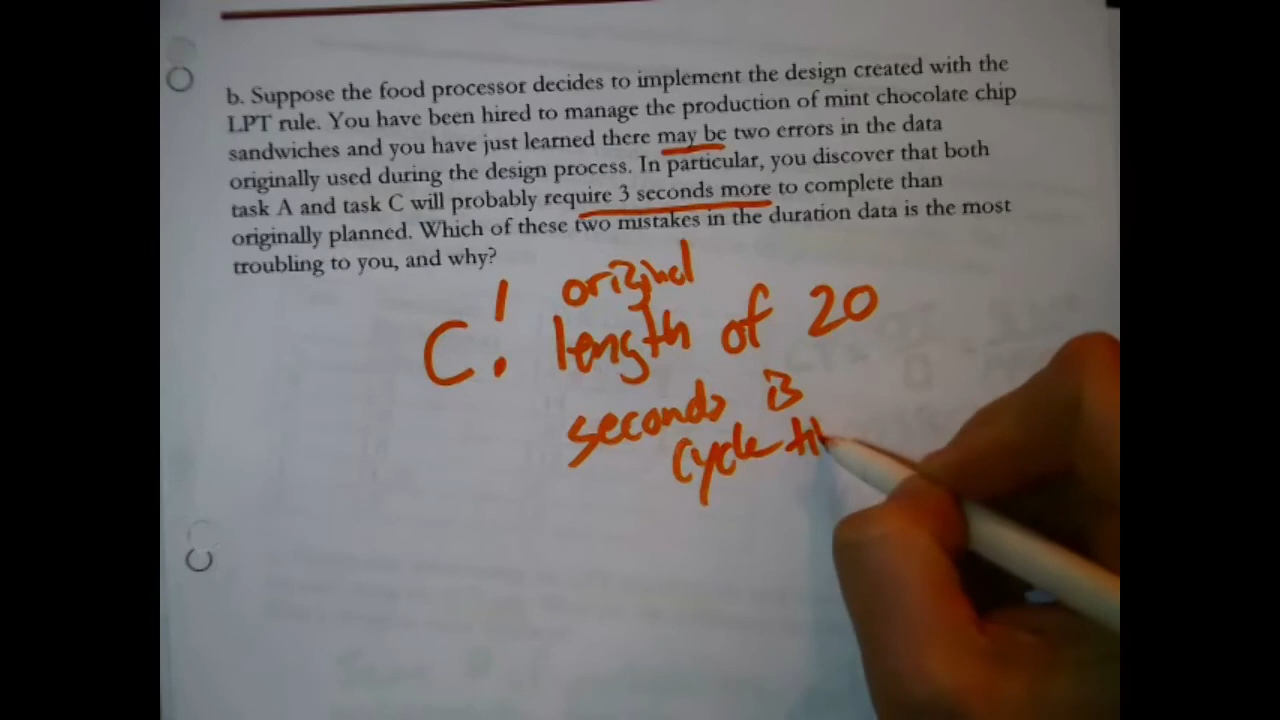 b. Suppose the food processor decides to implement the design created with the
LPT rule. You have been hired to manage the production of mint chocolate chip
sandwiches and you have just learned there may be two errors in the data
originally used during the design process. In particular, you discover that both
task A and task C will probably require 3 seconds more to complete than
originally planned. Which of these two mistakes in the duration data is the most
troubling to you, and why?
C! original
length of 20
seconds is
cycle ti